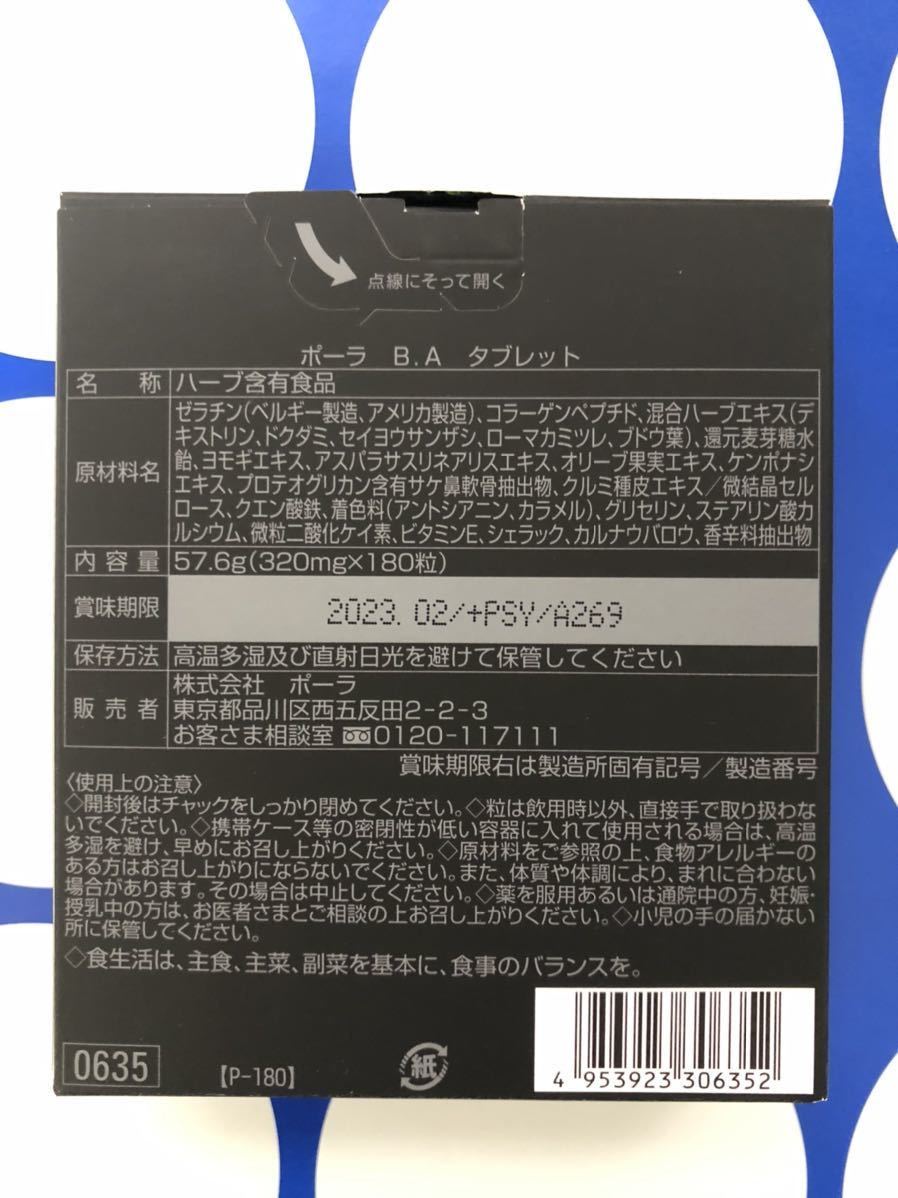 点線にそって開く
ポーラ B.A タブレット
名称 ハーブ含有食品
原材料名
ゼラチン(ベルギー製造、アメリカ製造)、コラーゲンペプチド、混合ハーブエキス(デ
キストリン、ドクダミ、セイヨウサンザシ、ローマカミツレ、ブドウ葉)、還元麦芽糖水
飴、ヨモギエキス、アスパラサスリネアリスエキス、オリーブ果実エキス、ケンポナシ
エキス、プロテオグリカン含有サケ鼻軟骨抽出物、クルミ種皮エキス/微結晶セル
ロース、クエン酸鉄、着色料(アントシアニン、カラメル)、グリセリン、ステアリン酸カ
ルシウム、微粒二酸化ケイ素、ビタミンE、シェラック、カルナウバロウ、香辛料抽出物
内容量 57.6g(320mg×180粒)
賞味期限 2023.02/+PSY/A269
保存方法 高温多湿及び直射日光を避けて保管してください
販売者
株式会社 ポーラ
東京都品川区西五反田2-2-3
お客さま相談室 0120-117111
賞味期限右は製造所固有記号/製造番号
〈使用上の注意〉
◇開封後はチャックをしっかり閉めてください。◇粒は飲用時以外、直接手で取り扱わな
いでください。◇携帯ケース等の密閉性が低い容器に入れて使用される場合は、高温
多湿を避け、早めにお召し上がりください。◇原材料をご参照の上、食物アレルギーの
ある方はお召し上がりにならないでください。また、体質や体調により、まれに合わない
場合があります。その場合は中止してください。◇薬を服用あるいは通院中の方、妊娠・
授乳中の方は、お医者さまとご相談の上お召し上がりください。◇小児の手の届かない
所に保管してください。
◇食生活は、主食、主菜、副菜を基本に、食事のバランスを。
0635
【P-180】
紙
4 953923 306352